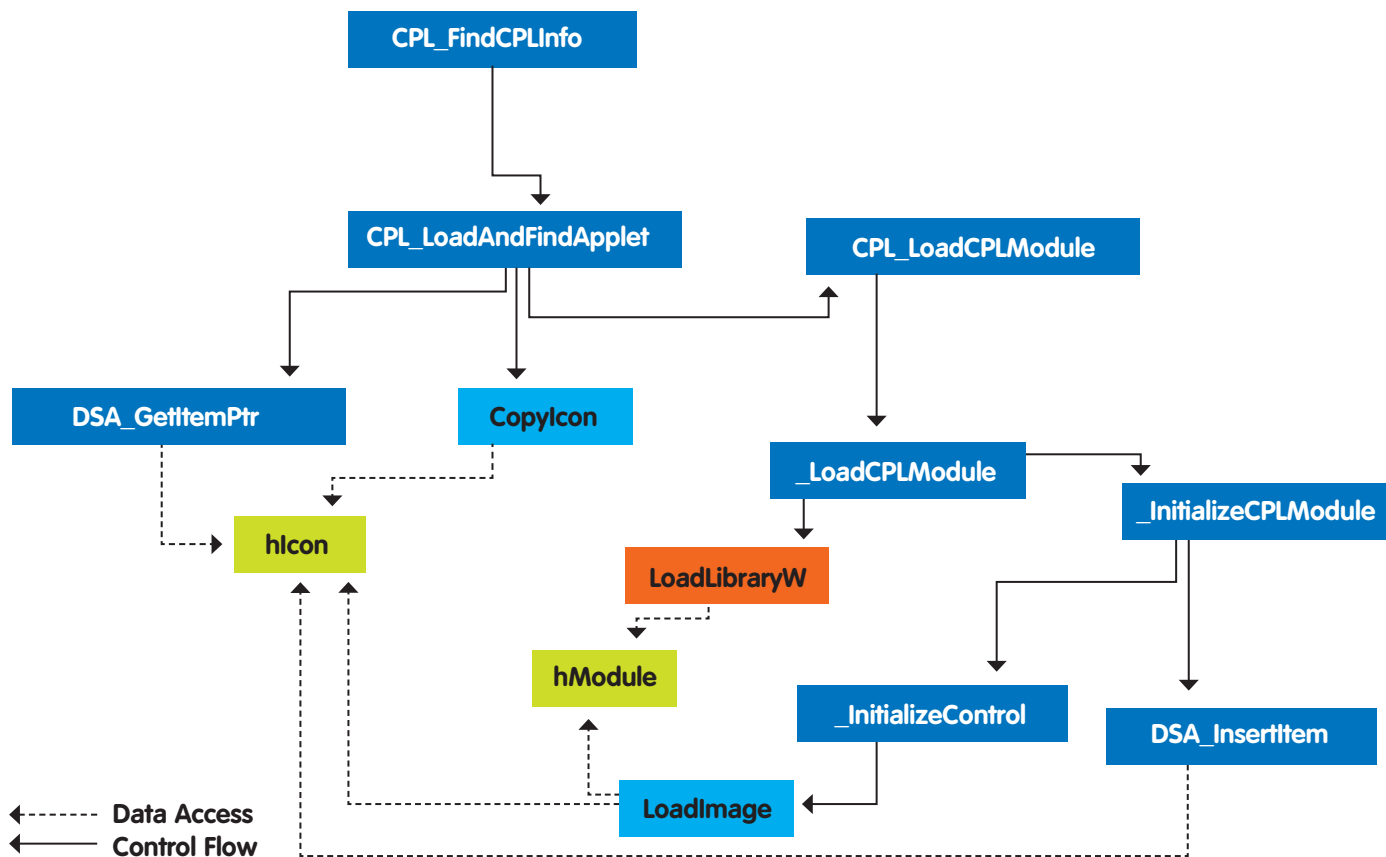 CPL_FindCPLInfo
CPL_LoadAndFindApplet
CPL_LoadCPLModule
DSA_GetItemPtr
CopyIcon
_LoadCPLModule
_InitializeCPLModule
hIcon
LoadLibraryW
hModule
_InitializeControl
DSA_InsertItem
LoadImage
Data Access
Control Flow